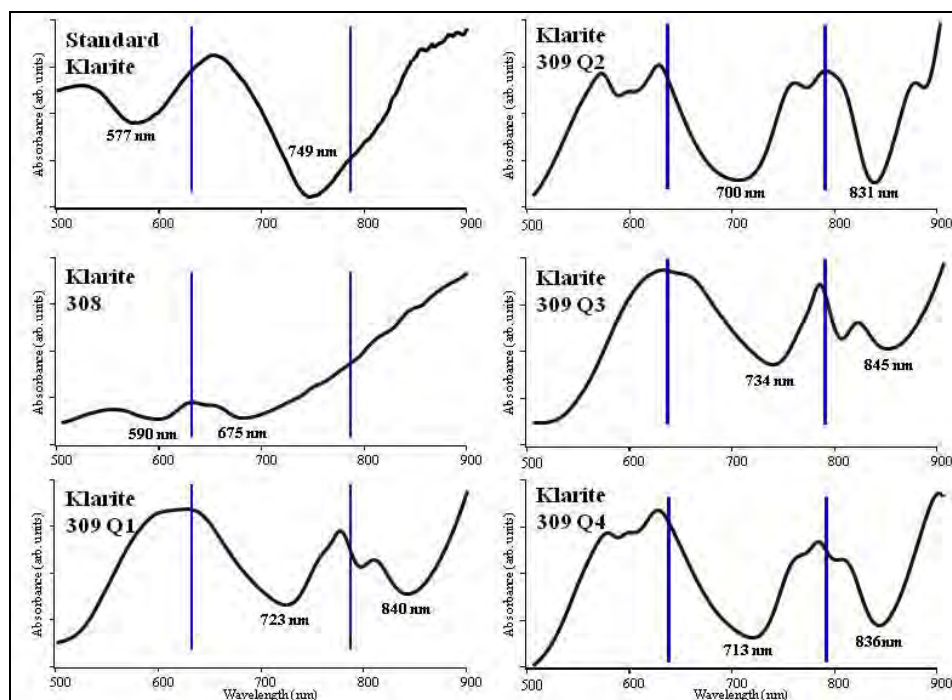 Standard
Klarite
Absorbance (arb. units)
577 nm
749 nm
500 600 700 800 900
Klarite
309 Q2
Absorbance (arb. units)
700 nm
831 nm
500 600 700 800 900
Klarite
308
Absorbance (arb. units)
590 nm
675 nm
500 600 700 800 900
Klarite
309 Q3
Absorbance (arb. units)
734 nm
845 nm
500 600 700 800 900
Klarite
309 Q1
Absorbance (arb. units)
723 nm
840 nm
500 600 700 800 900
Wavelength (nm)
Klarite
309 Q4
Absorbance (arb. units)
713 nm
836 nm
500 600 700 800 900
Wavelength (nm)